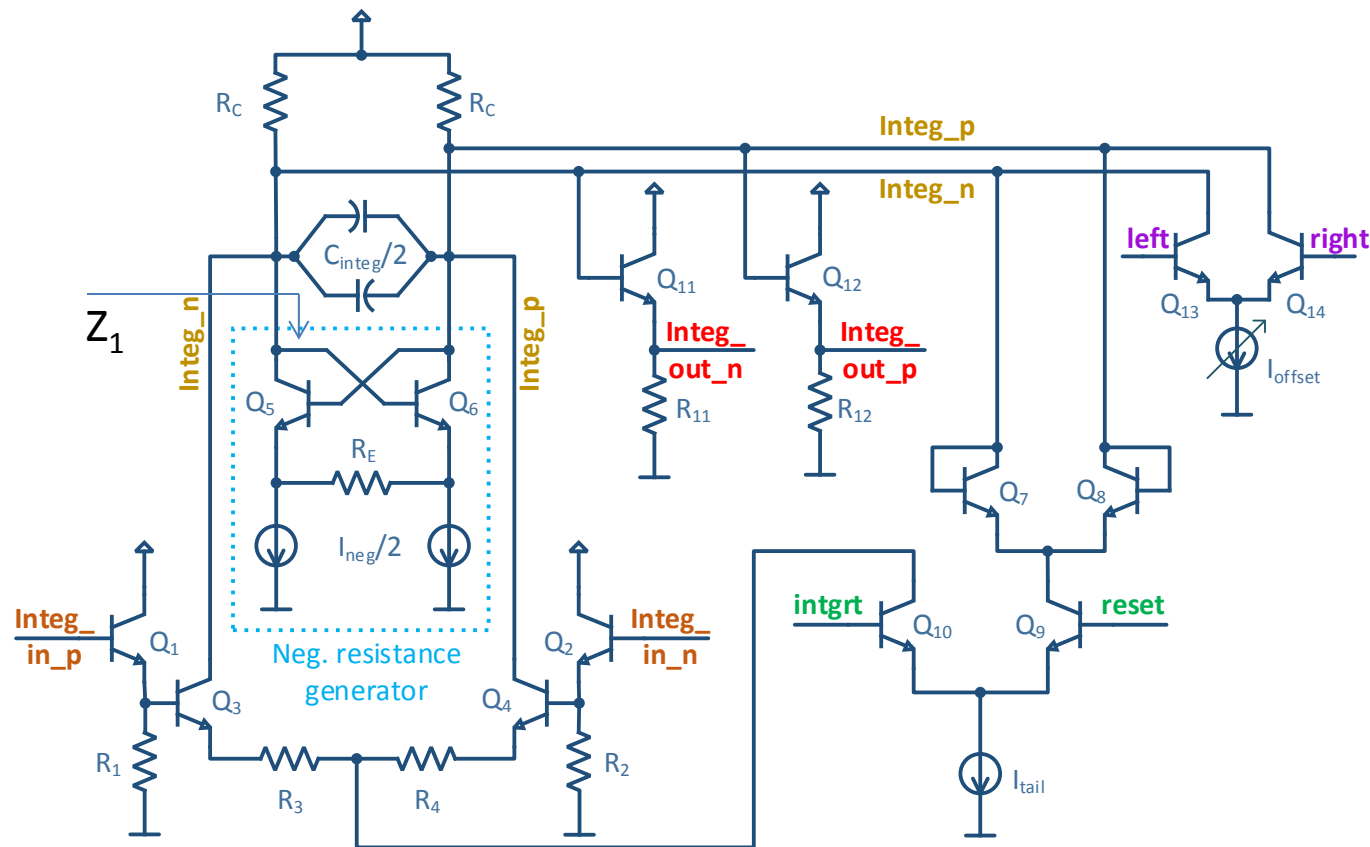 R_C
R_C
Integ_p
Integ_n
left
right
C_integ/2
Q_11
Q_12
Q_13
Q_14
Z_1
Integ_n
Integ_p
Integ_
out_n
Integ_
out_p
I_offset
Q_5
Q_6
R_11
R_12
R_E
Q_7
Q_8
I_neg/2
Integ_
in_p
Q_1
Q_2
Integ_
in_n
intgrt
Q_10
Q_9
reset
Neg. resistance
generator
Q_3
Q_4
R_1
R_2
R_3
R_4
I_tail